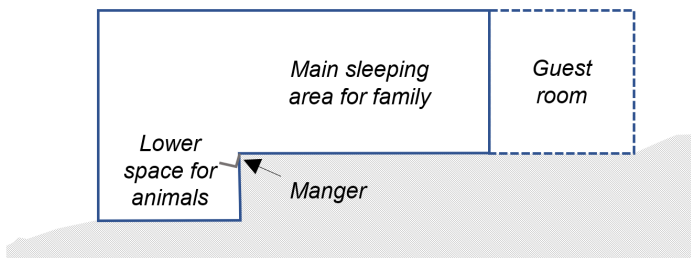 Main sleeping
area for family
Guest
room
Lower
space for
animals
Manger